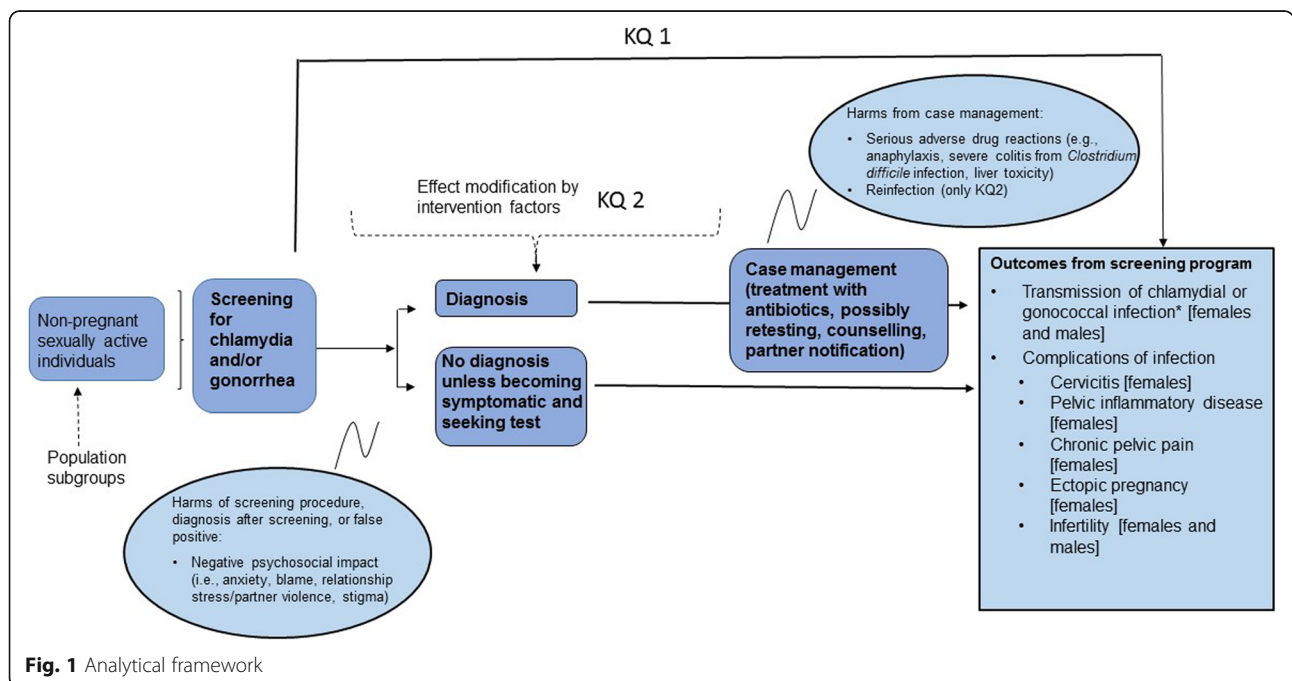 KQ 1
Harms from case management:
• Serious adverse drug reactions (e.g.,
anaphylaxis, severe colitis from Clostridium
difficile infection, liver toxicity)
• Reinfection (only KQ2)
Effect modification by
intervention factors
KQ 2
Non-pregnant
sexually active
individuals
Population
subgroups
Screening
for
chlamydia
and/or
gonorrhea
Diagnosis
No diagnosis
unless becoming
symptomatic and
seeking test
Case management
(treatment with
antibiotics, possibly
retesting, counselling,
partner notification)
Outcomes from screening program
• Transmission of chlamydial or
gonococcal infection* [females
and males]
• Complications of infection
• Cervicitis [females]
• Pelvic inflammatory disease
[females]
• Chronic pelvic pain
[females]
• Ectopic pregnancy
[females]
• Infertility [females and
males]
Harms of screening procedure,
diagnosis after screening, or false
positive:
• Negative psychosocial impact
(i.e., anxiety, blame, relationship
stress/partner violence, stigma)
Fig. 1 Analytical framework